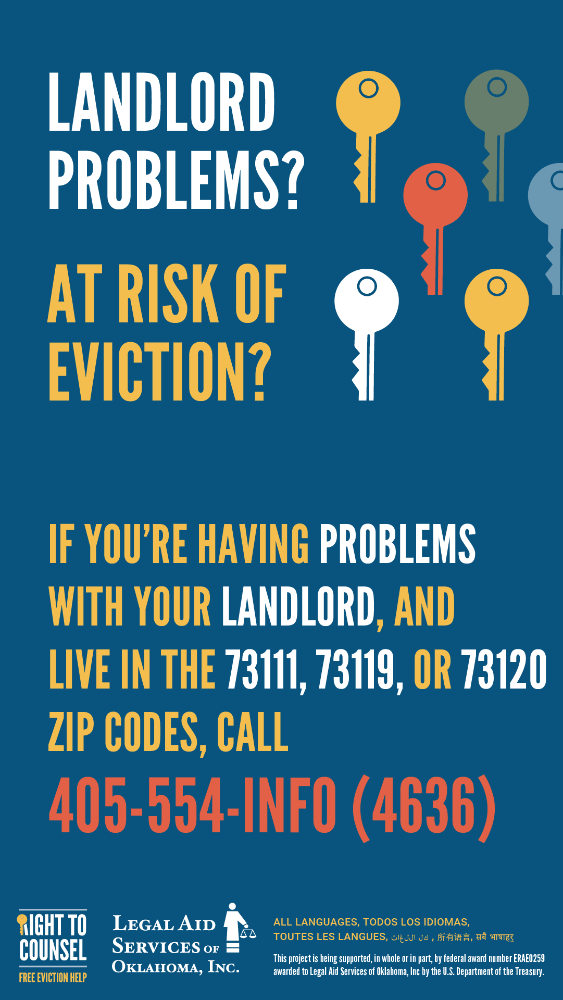 LANDLORD
PROBLEMS?
AT RISK OF
EVICTION?
IF YOU’RE HAVING PROBLEMS
WITH YOUR LANDLORD, AND
LIVE IN THE 73111, 73119, OR 73120
ZIP CODES, CALL
405-554-INFO (4636)
RIGHT TO
COUNSEL
FREE EVICTION HELP
LEGAL AID
SERVICES OF
OKLAHOMA, INC.
ALL LANGUAGES, TODOS LOS IDIOMAS,
TOUTES LES LANGUES, كل اللغات , 所有语言, सबै भाषाहरु
This project is being supported, in whole or in part, by federal award number ERAE0259
awarded to Legal Aid Services of Oklahoma, Inc by the U.S. Department of the Treasury.